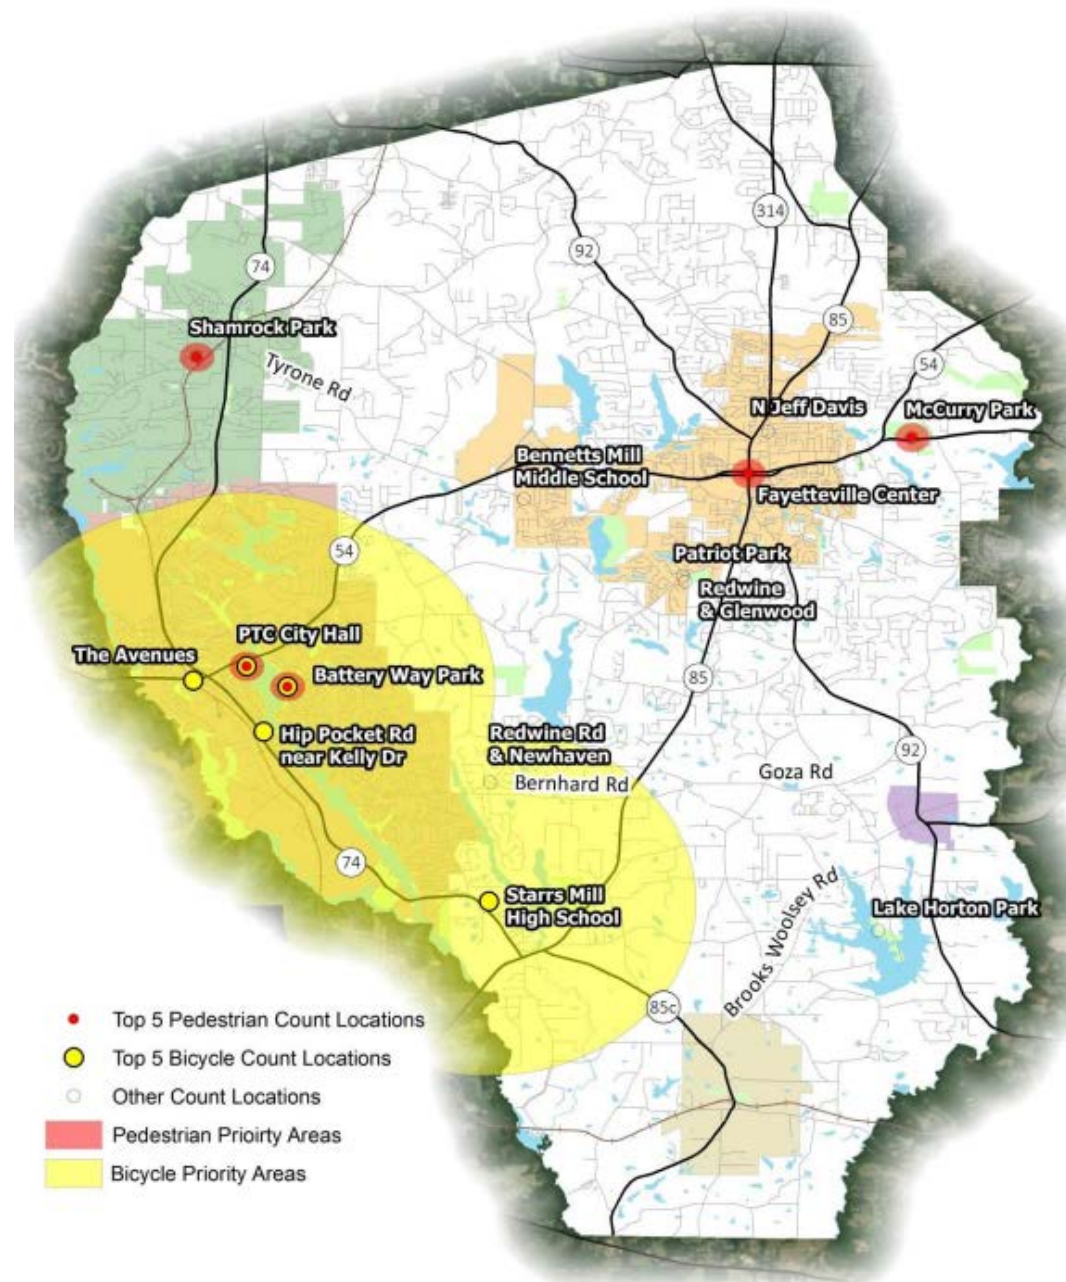 314
92
74
Shamrock Park
85
Tyrone Rd
54
N Jeff Davis
McCurry Park
Bennetts Mill
Middle School
Fayetteville Center
54
Patriot Park
Redwine
& Glenwood
PTC City Hall
The Avenues
Battery Way Park
85
Hip Pocket Rd
near Kelly Dr
Redwine Rd
& Newhaven
Bernhard Rd
Goza Rd
92
74
Starrs Mill
High School
Brooks Woolsey Rd
Lake Horton Park
85c
Top 5 Pedestrian Count Locations
Top 5 Bicycle Count Locations
Other Count Locations
Pedestrian Prioirty Areas
Bicycle Priority Areas